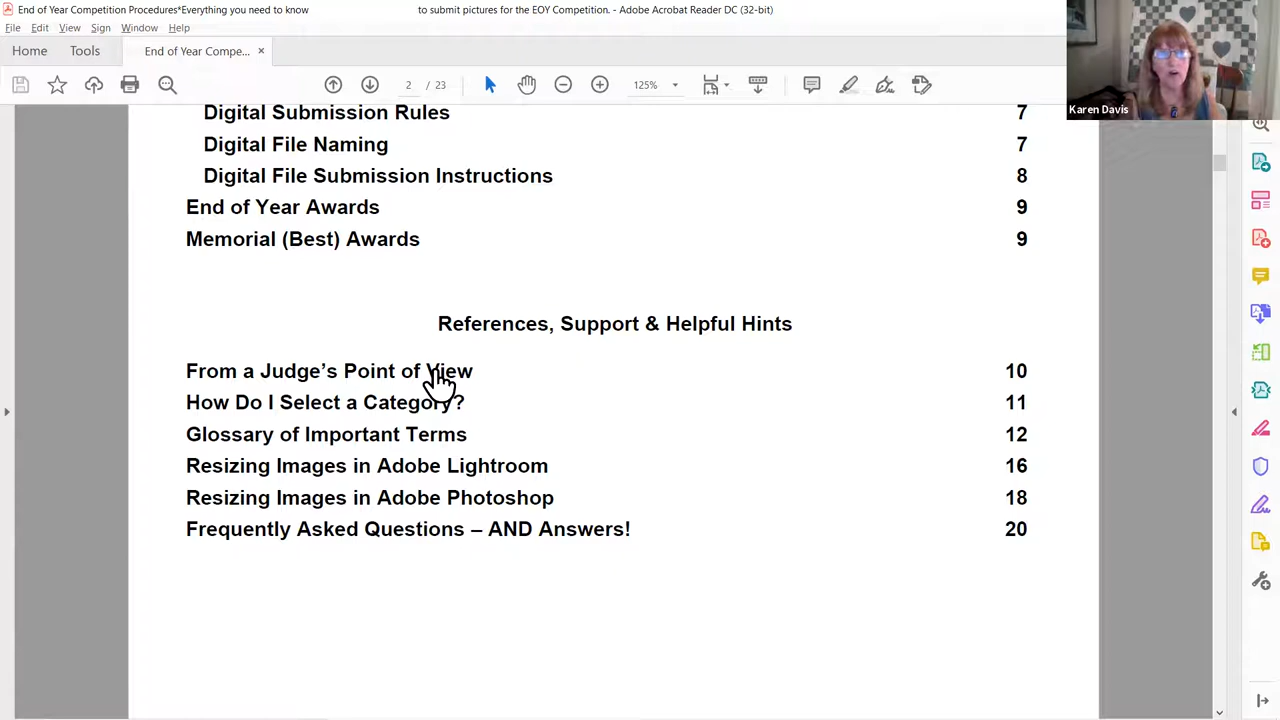 End of Year Competition Procedures*Everything you need to know to submit pictures for the EOY Competition. - Adobe Acrobat Reader DC (32-bit)
File Edit View Sign Window Help
Home Tools End of Year Compe... ×
2 / 23 125%
Karen Davis
Digital Submission Rules 7
Digital File Naming 7
Digital File Submission Instructions 8
End of Year Awards 9
Memorial (Best) Awards 9
References, Support & Helpful Hints
From a Judge’s Point of View 10
How Do I Select a Category? 11
Glossary of Important Terms 12
Resizing Images in Adobe Lightroom 16
Resizing Images in Adobe Photoshop 18
Frequently Asked Questions – AND Answers! 20